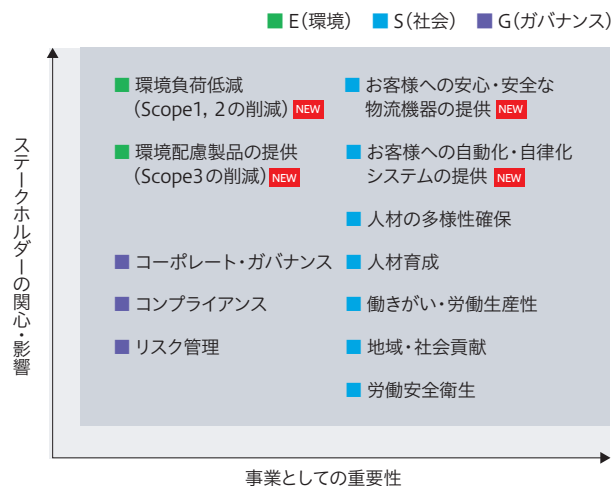 E（環境） S（社会） G（ガバナンス）
ステークホルダーの関心・影響
環境負荷低減
（Scope1, 2の削減） NEW
環境配慮製品の提供
（Scope3の削減） NEW
コーポレート・ガバナンス
コンプライアンス
リスク管理
お客様への安心・安全な
物流機器の提供 NEW
お客様への自動化・自律化
システムの提供 NEW
人材の多様性確保
人材育成
働きがい・労働生産性
地域・社会貢献
労働安全衛生
事業としての重要性